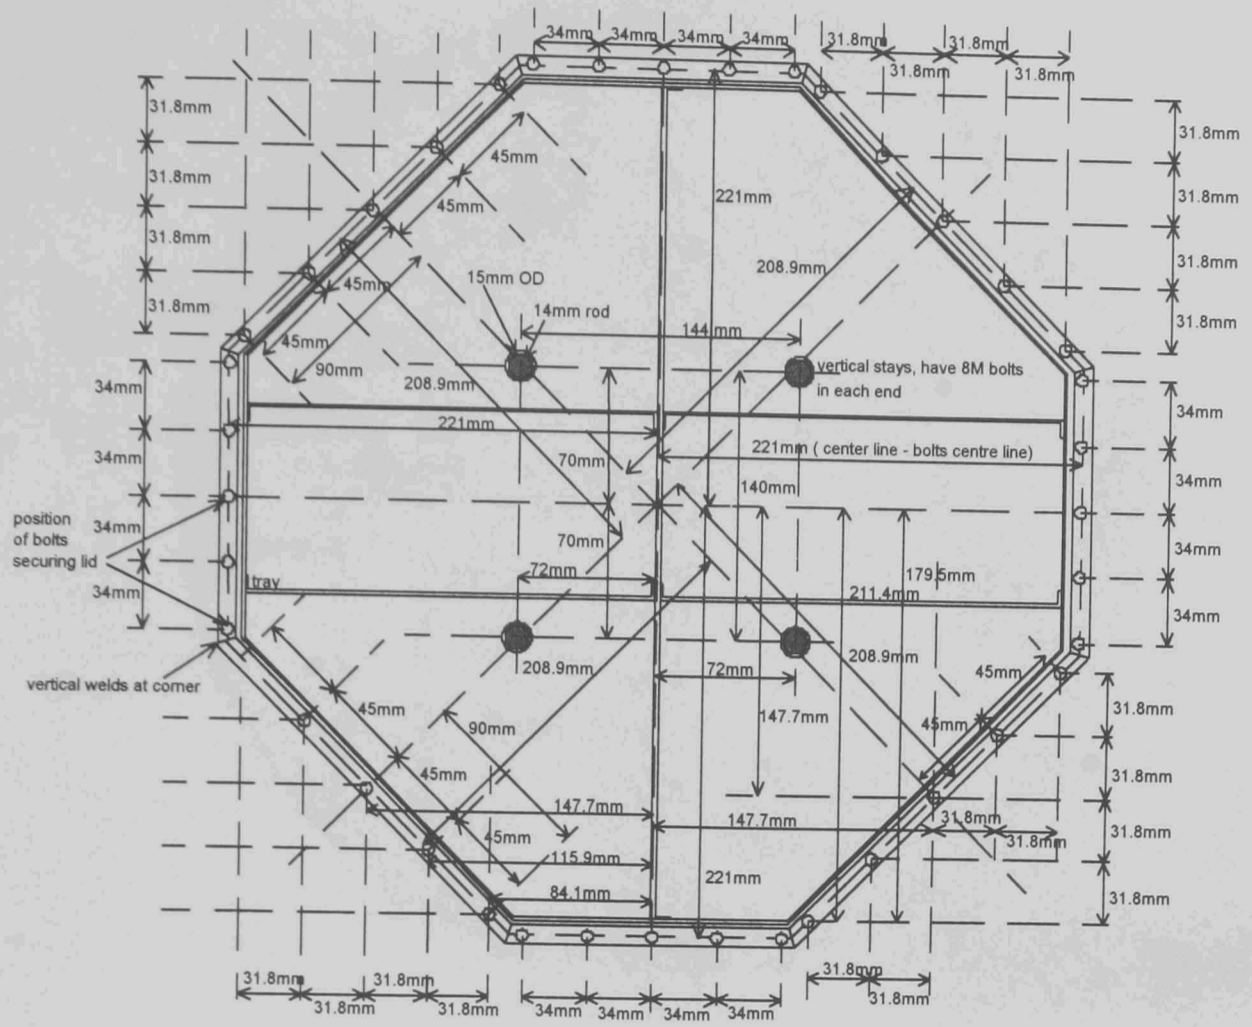 34mm 34mm 34mm 34mm
31.8mm 31.8mm
31.8mm 31.8mm
31.8mm
31.8mm
31.8mm
31.8mm
31.8mm
31.8mm
31.8mm
31.8mm
45mm
45mm
45mm
45mm
90mm
221mm
208.9mm
15mm OD
14mm rod
144mm
208.9mm
vertical stays, have 8M bolts
in each end
34mm
34mm
34mm
34mm
221mm
221mm ( center line - bolts centre line)
70mm
140mm
70mm
72mm
34mm
34mm
34mm
34mm
position
of bolts
securing lid
tray
179.5mm
211.4mm
vertical welds at corner
208.9mm
72mm
208.9mm
45mm
45mm
147.7mm
45mm
90mm
45mm
45mm
147.7mm
147.7mm
31.8mm
31.8mm
115.9mm
84.1mm
221mm
31.8mm
31.8mm
31.8mm
31.8mm
31.8mm 31.8mm
31.8mm 31.8mm
34mm 34mm 34mm 34mm
31.8mm
31.8mm